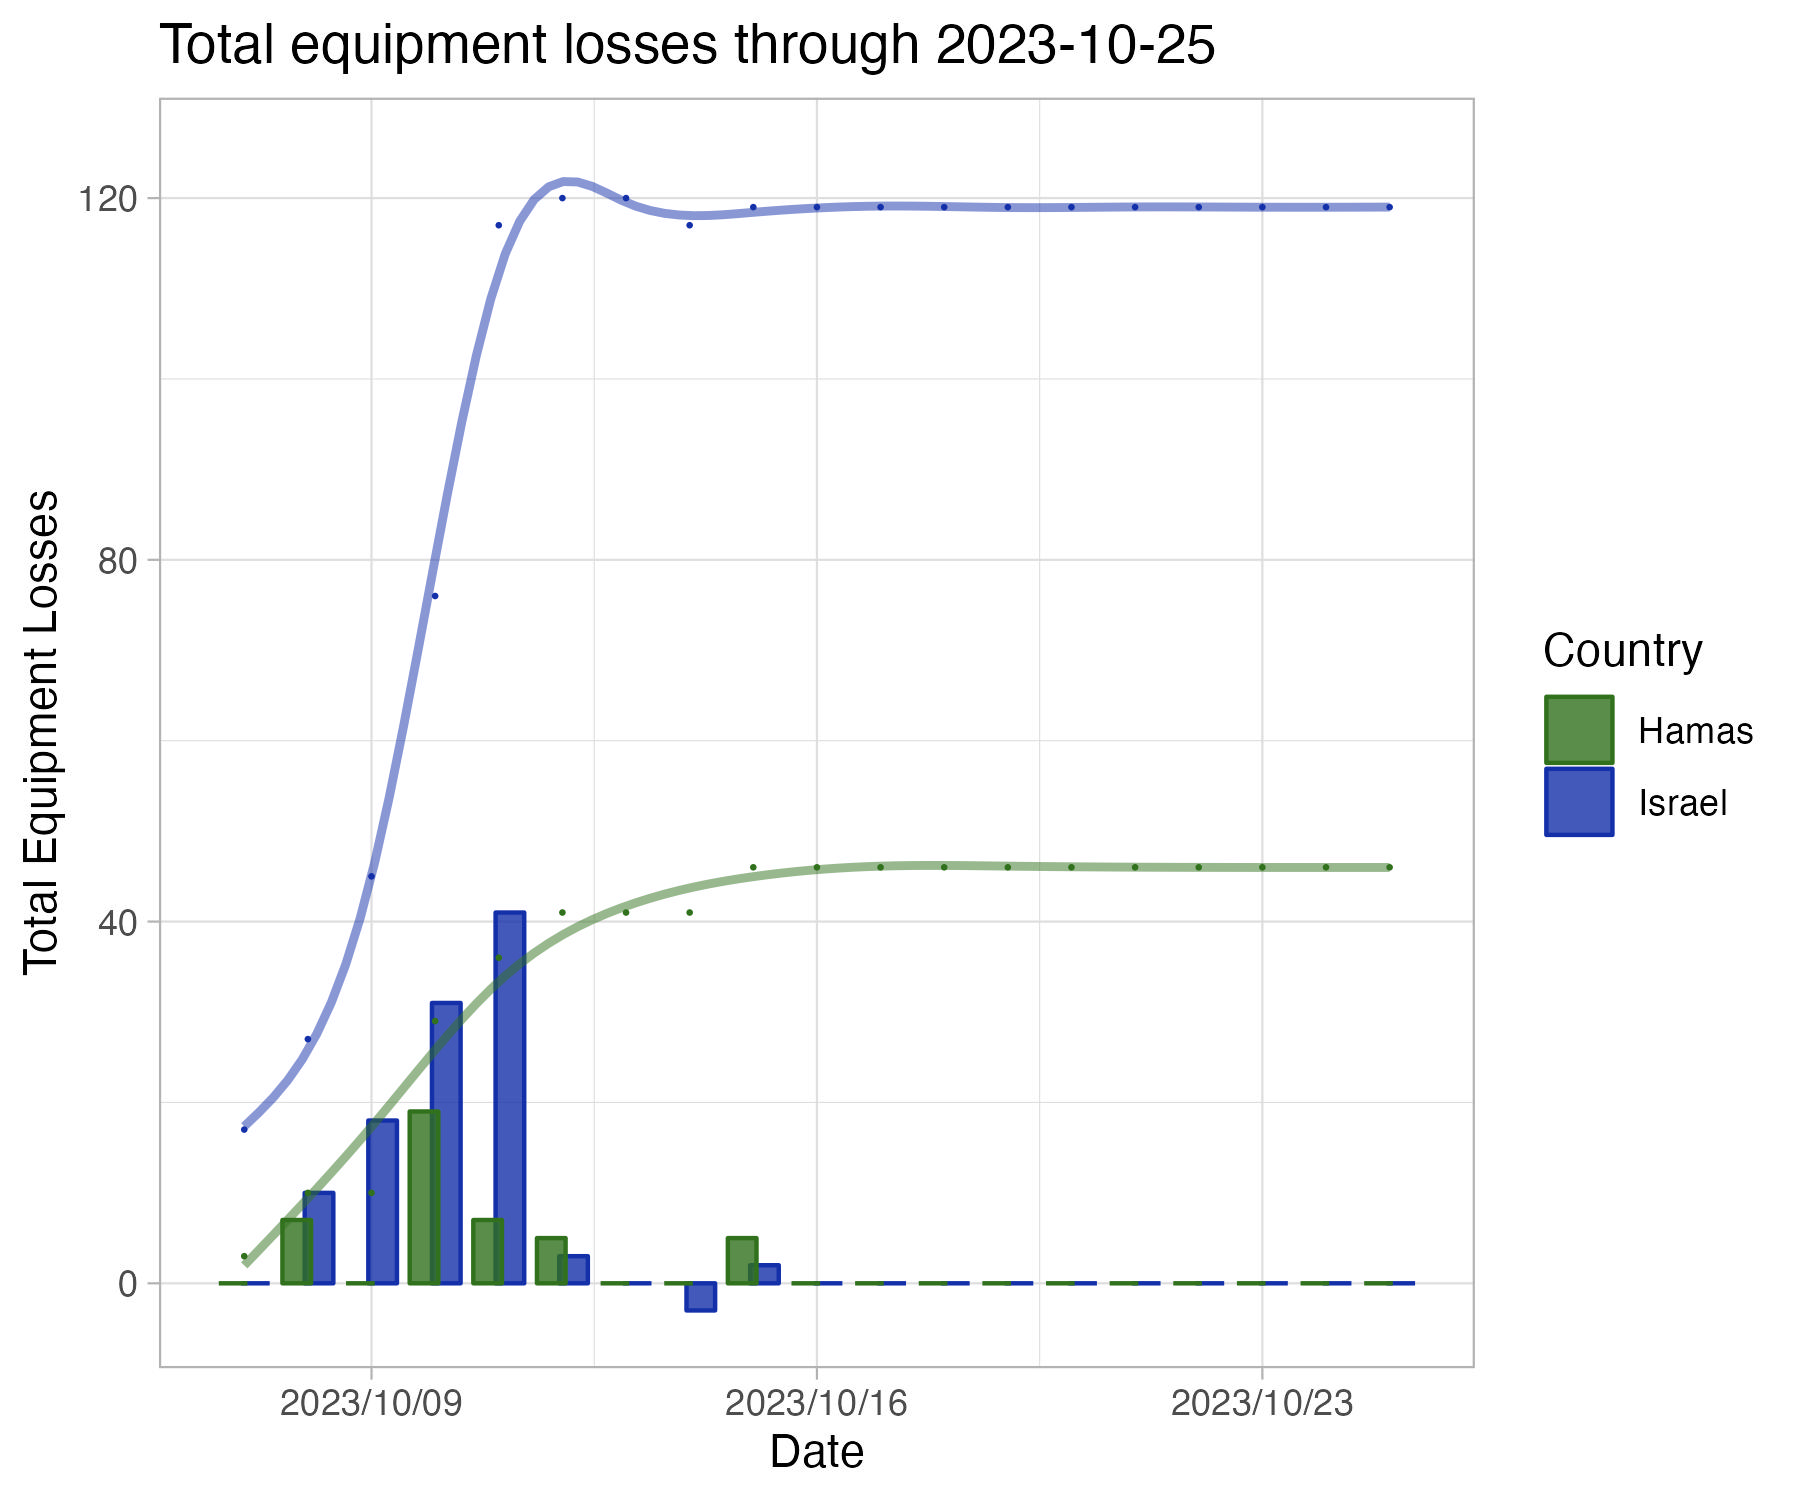 Total equipment losses through 2023-10-25
Total Equipment Losses
120
80
40
0
2023/10/09
2023/10/16
2023/10/23
Date
Country
Hamas
Israel